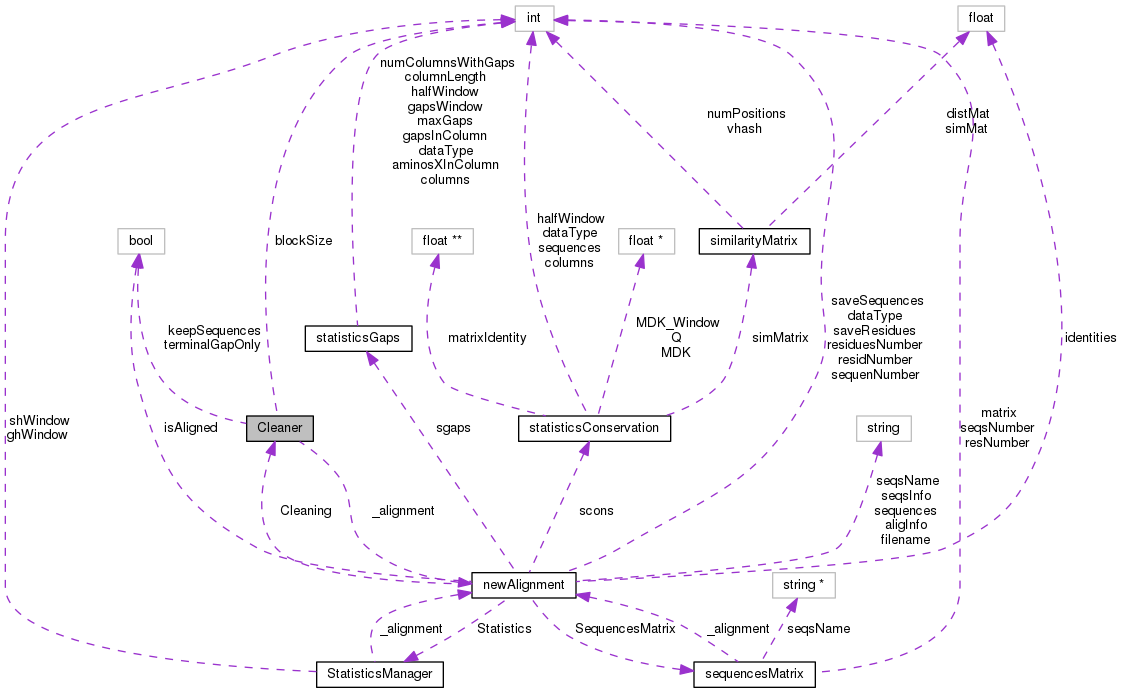 int
float
numColumnsWithGaps
columnLength
halfWindow
gapsWindow
maxGaps
gapsInColumn
dataType
aminosXInColumn
columns
numPositions
vhash
distMat
simMat
bool
blockSize
float **
halfWindow
dataType
sequences
columns
float *
similarityMatrix
keepSequences
terminalGapOnly
statisticsGaps
matrixIdentity
MDK_Window
Q
MDK
simMatrix
saveSequences
dataType
saveResidues
residuesNumber
residNumber
sequenNumber
identities
shWindow
ghWindow
isAligned
Cleaner
sgaps
statisticsConservation
string
matrix
seqsNumber
resNumber
Cleaning
_alignment
scons
seqsName
seqsInfo
sequences
aligInfo
filename
newAlignment
string *
_alignment
Statistics
SequencesMatrix
_alignment
seqsName
StatisticsManager
sequencesMatrix